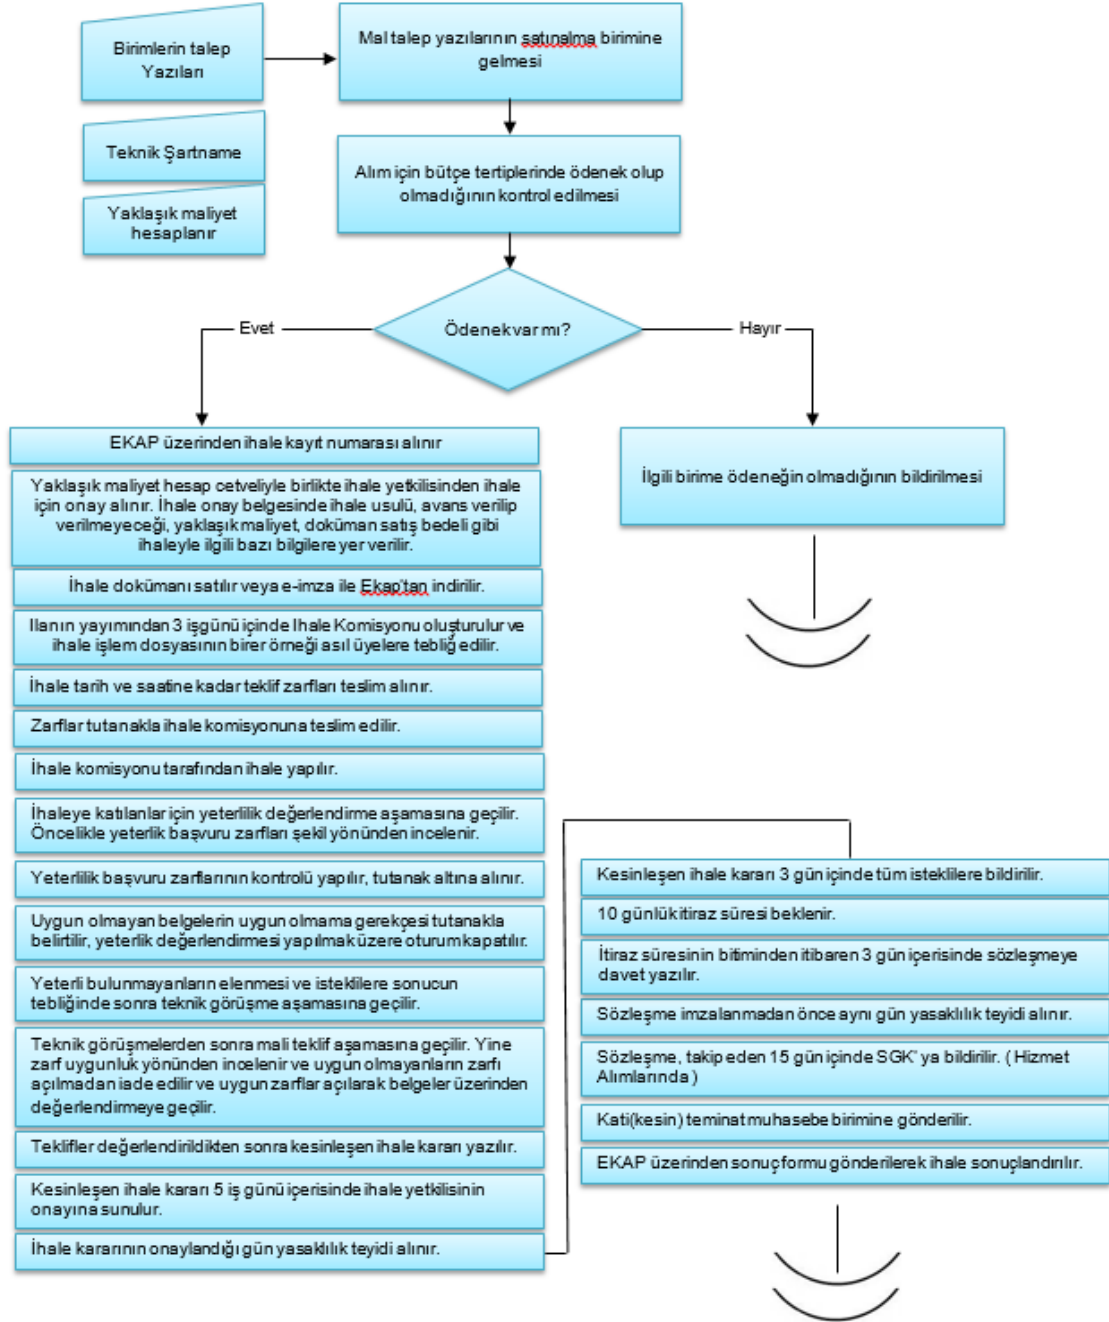 Birimlerin talep
Yazıları
Mal talep yazılarının satınalma birimine
gelmesi
Teknik Şartname
Yaklaşık maliyet
hesaplanır
Alım için bütçe tertiplerinde ödenek olup
olmadığının kontrol edilmesi
Ödenek var mı?
Evet
Hayır
EKAP üzerinden ihale kayıt numarası alınır
Yaklaşık maliyet hesap cetveliyle birlikte ihale yetkilisinden ihale
için onay alınır. İhale onay belgesinde ihale usulü, avans verilip
verilmeyeceği, yaklaşık maliyet, doküman satış bedeli gibi
ihaleyle ilgili bazı bilgilere yer verilir.
İhale dokümanı satılır veya e-imza ile Ekap'tan indirilir.
Ilanın yayımından 3 işgünü içinde Ihale Komisyonu oluşturulur ve
ihale işlem dosyasının birer örneği asıl üyelere tebliğ edilir.
İhale tarih ve saatine kadar teklif zarfları teslim alınır.
Zarflar tutanakla ihale komisyonuna teslim edilir.
İhale komisyonu tarafından ihale yapılır.
İhaleye katılanlar için yeterlilik değerlendirme aşamasına geçilir.
Öncelikle yeterlik başvuru zarfları şekil yönünden incelenir.
Yeterlilik başvuru zarflarının kontrolü yapılır, tutanak altına alınır.
Uygun olmayan belgelerin uygun olmama gerekçesi tutanakla
belirtilir, yeterlik değerlendirmesi yapılmak üzere oturum kapatılır.
Yeterli bulunmayanların elenmesi ve isteklilere sonucun
tebliğinde sonra teknik görüşme aşamasına geçilir.
Teknik görüşmelerden sonra mali teklif aşamasına geçilir. Yine
zarf uygunluk yönünden incelenir ve uygun olmayanların zarfı
açılmadan iade edilir ve uygun zarflar açılarak belgeler üzerinden
değerlendirmeye geçilir.
Teklifler değerlendirildikten sonra kesinleşen ihale kararı yazılır.
Kesinleşen ihale kararı 5 iş günü içerisinde ihale yetkilisinin
onayına sunulur.
İhale kararının onaylandığı gün yasaklılık teyidi alınır.
İlgili birime ödeneğin olmadığının bildirilmesi
Kesinleşen ihale kararı 3 gün içinde tüm isteklilere bildirilir.
10 günlük itiraz süresi beklenir.
İtiraz süresinin bitiminden itibaren 3 gün içerisinde sözleşmeye
davet yazılır.
Sözleşme imzalanmadan önce aynı gün yasaklılık teyidi alınır.
Sözleşme, takip eden 15 gün içinde SGK' ya bildirilir. ( Hizmet
Alımlarında )
Kati(kesin) teminat muhasebe birimine gönderilir.
EKAP üzerinden sonuç formu gönderilerek ihale sonuçlandırılır.